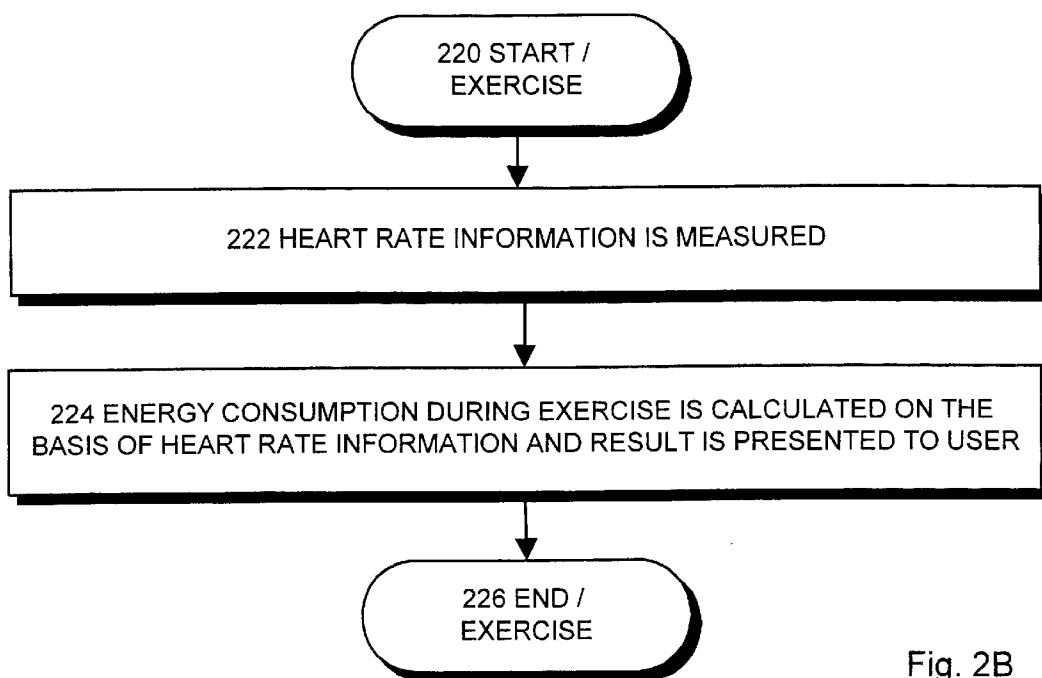 220 START /
EXERCISE
222 HEART RATE INFORMATION IS MEASURED
224 ENERGY CONSUMPTION DURING EXERCISE IS CALCULATED ON THE
BASIS OF HEART RATE INFORMATION AND RESULT IS PRESENTED TO USER
226 END /
EXERCISE
Fig. 2B